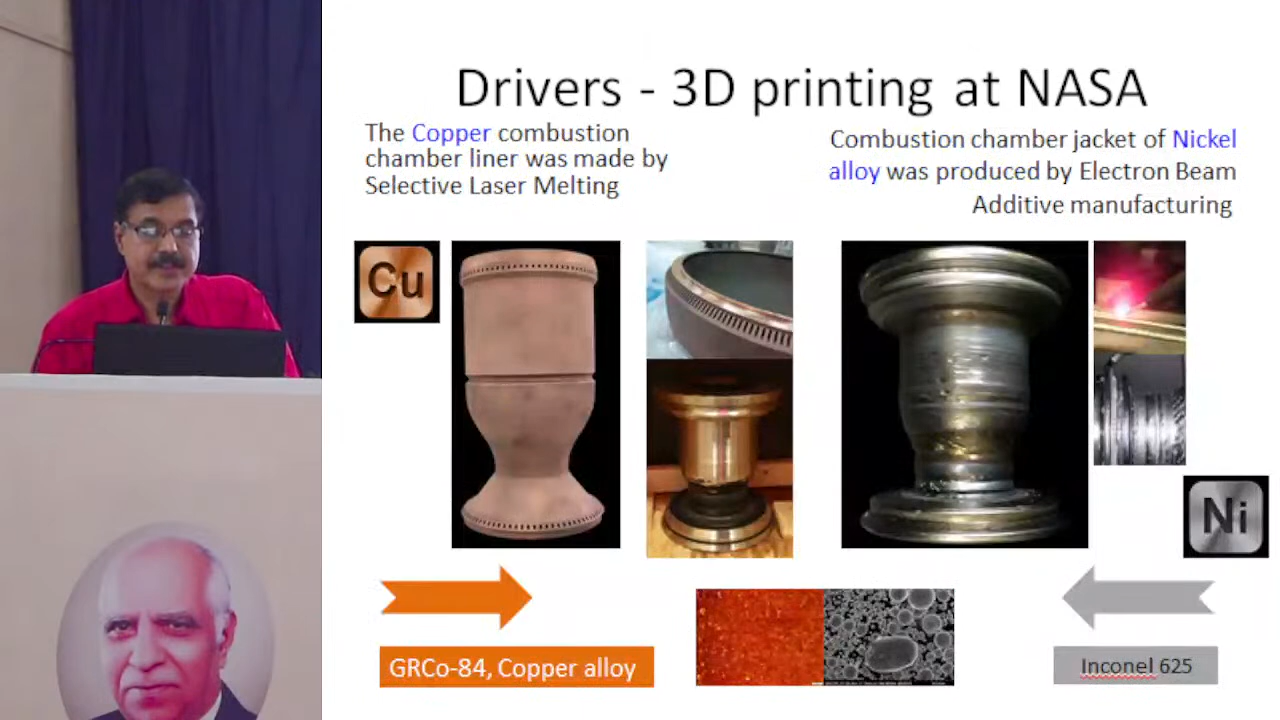 Drivers - 3D printing at NASA
The Copper combustion
chamber liner was made by
Selective Laser Melting
Combustion chamber jacket of Nickel
alloy was produced by Electron Beam
Additive manufacturing
Cu
Ni
GRCo-84, Copper alloy
Inconel 625